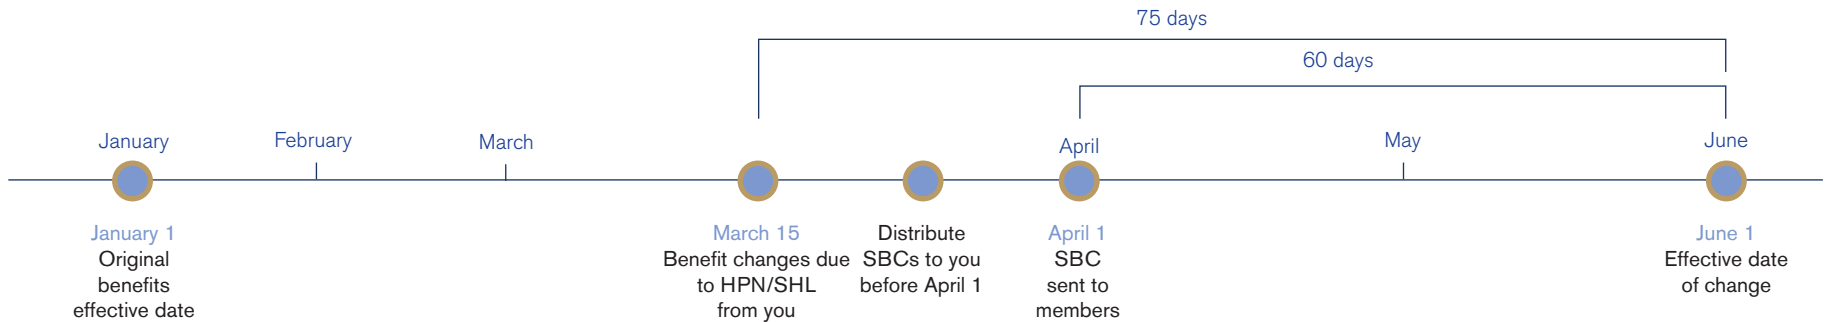 75 days
60 days
January
February
March
April
May
June
January 1
Original
benefits
effective date
March 15
Benefit changes due
to HPN/SHL
from you
Distribute
SBCs to you
before April 1
April 1
SBC
sent to
members
June 1
Effective date
of change